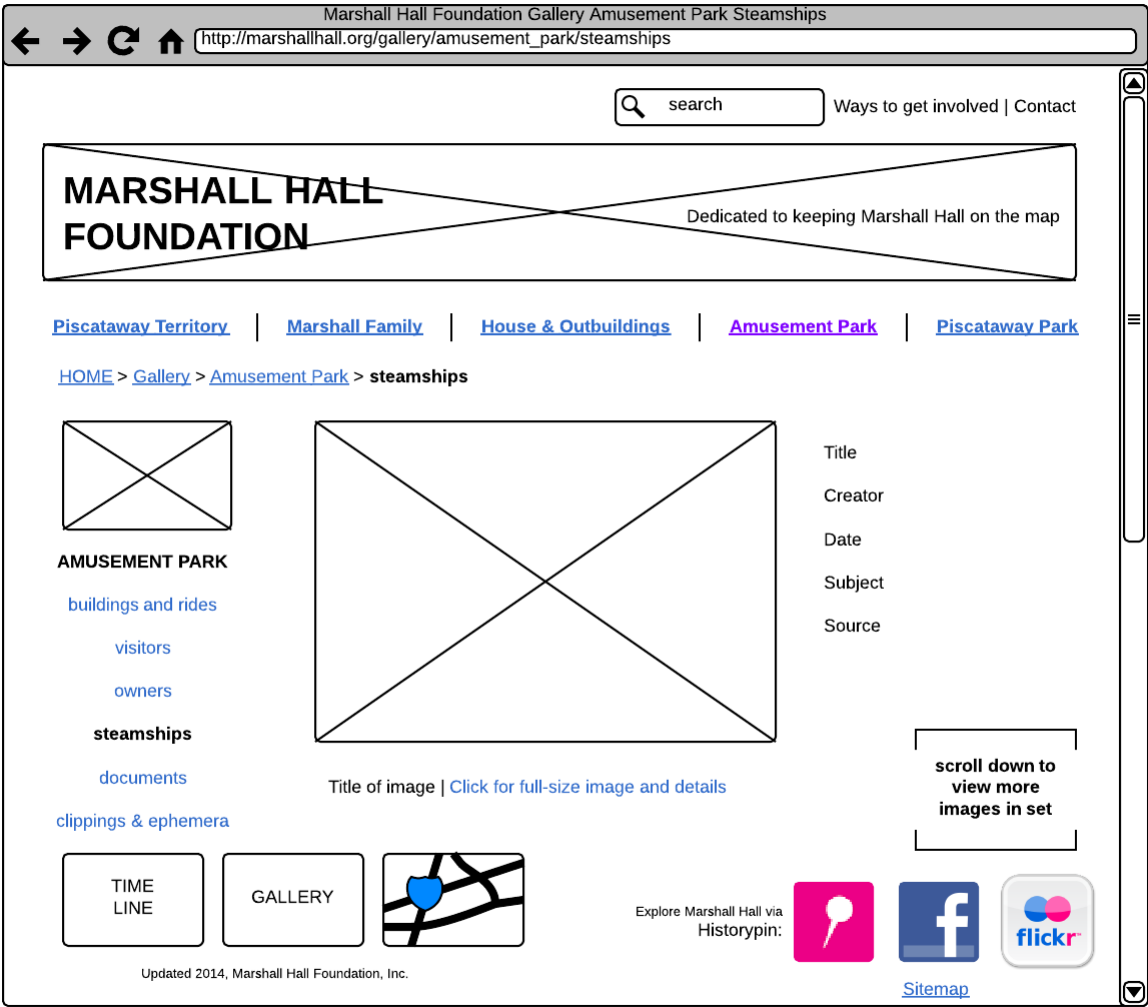 Marshall Hall Foundation Gallery Amusement Park Steamships
http://marshallhall.org/gallery/amusement_park/steamships
search
Ways to get involved | Contact
MARSHALL HALL
FOUNDATION
Dedicated to keeping Marshall Hall on the map
Piscataway Territory
Marshall Family
House & Outbuildings
Amusement Park
Piscataway Park
HOME > Gallery > Amusement Park > steamships
AMUSEMENT PARK
buildings and rides
visitors
owners
steamships
documents
clippings & ephemera
Title of image | Click for full-size image and details
Title
Creator
Date
Subject
Source
scroll down to
view more
images in set
TIME
LINE
GALLERY
Explore Marshall Hall via
Historypin:
f
flickr™
Updated 2014, Marshall Hall Foundation, Inc.
Sitemap